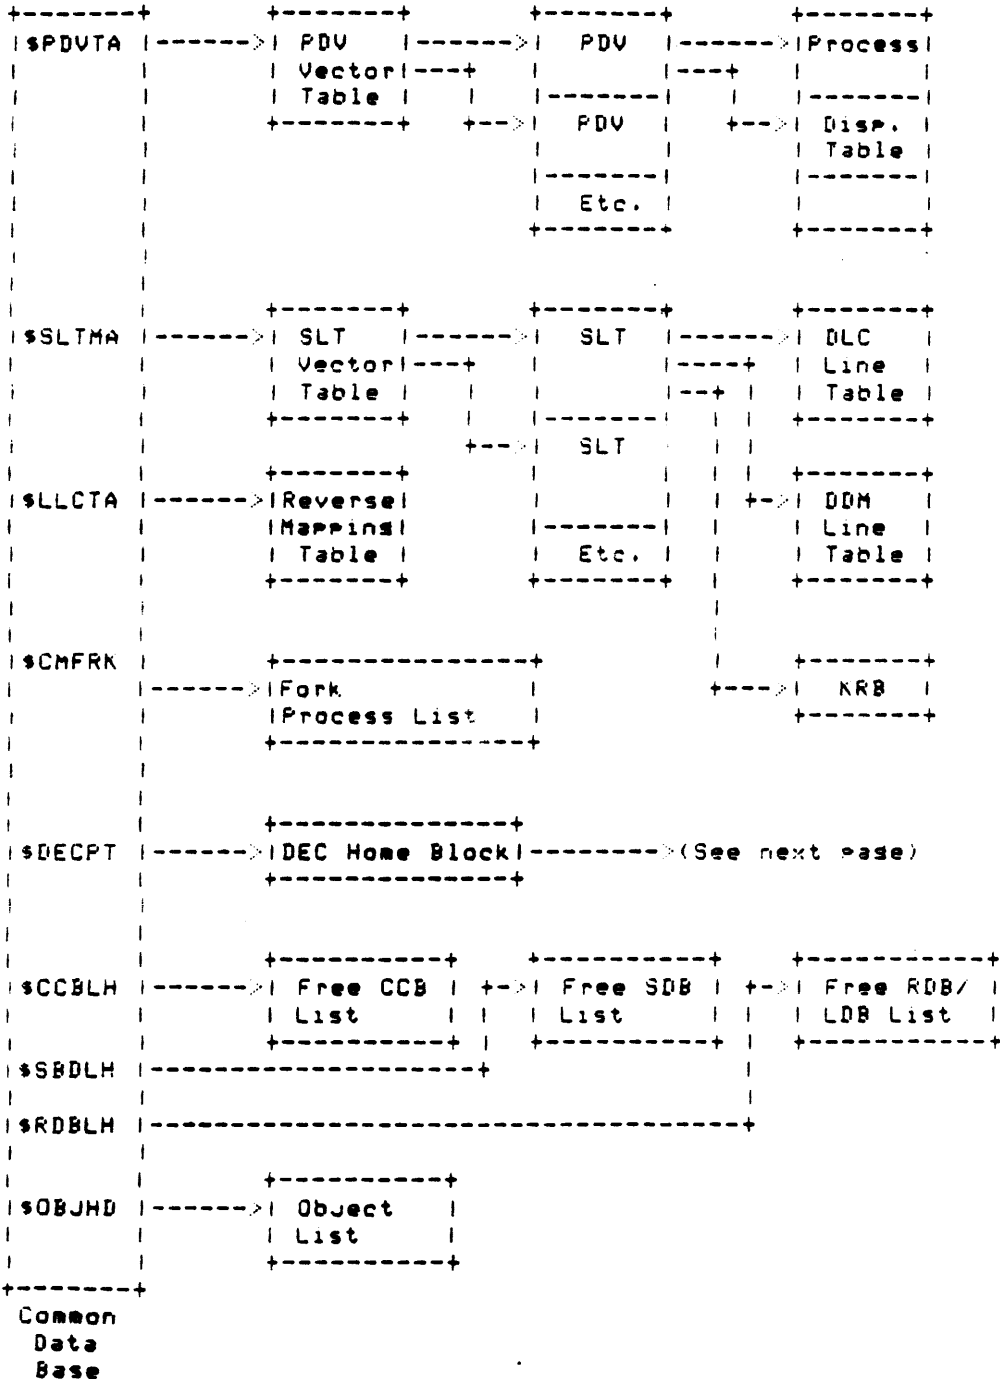 +--------+        +--------+        +--------+        +--------+
|$PDVTA |------>| PDV |------>| PDV |------>|Process|
| | | Vector|---+ | |---+ | |
| | | Table | | |-------| | |-------|
| | +--------+ +-->| PDV | +-->| Disp. |
| | | | | Table |
| | |-------| |-------|
| | | Etc. | | |
| | +--------+ +--------+
| | +--------+ +--------+ +--------+
|$SLTMA |------>| SLT |------>| SLT |------>| DLC |
| | | Vector|---+ | |----+ | Line |
| | | Table | | | |--+ | | Table |
| | +--------+ | |-------| | | +--------+
| | +-->| SLT | | |
| | +--------+ | | | | +--------+
|$LLCTA |------>|Reverse| | | | +->| DDM |
| | |Mapping| |-------| | | Line |
| | | Table | | Etc. | | | Table |
| | +--------+ +--------+ | +--------+
|$CMFRK | +---------------+ | +--------+
| |------>|Fork | +--->| KRB |
| | |Process List | +--------+
| | +---------------+
| | +--------------+
|$DECPT |------>|DEC Home Block|-------->(See next page)
| | +--------------+
| | +----------+ +----------+ +-----------+
|$CCBLH |------>| Free CCB | +->| Free SDB | +->| Free RDB/ |
| | | List | | | List | | | LDB List |
| | +----------+ | +----------+ | +-----------+
|$SBDLH |--------------------+ |
|$RDBLH |------------------------------------+
| | +----------+
|$OBJHD |------>| Object |
| | | List |
| | +----------+
+--------+
Common
Data
Base